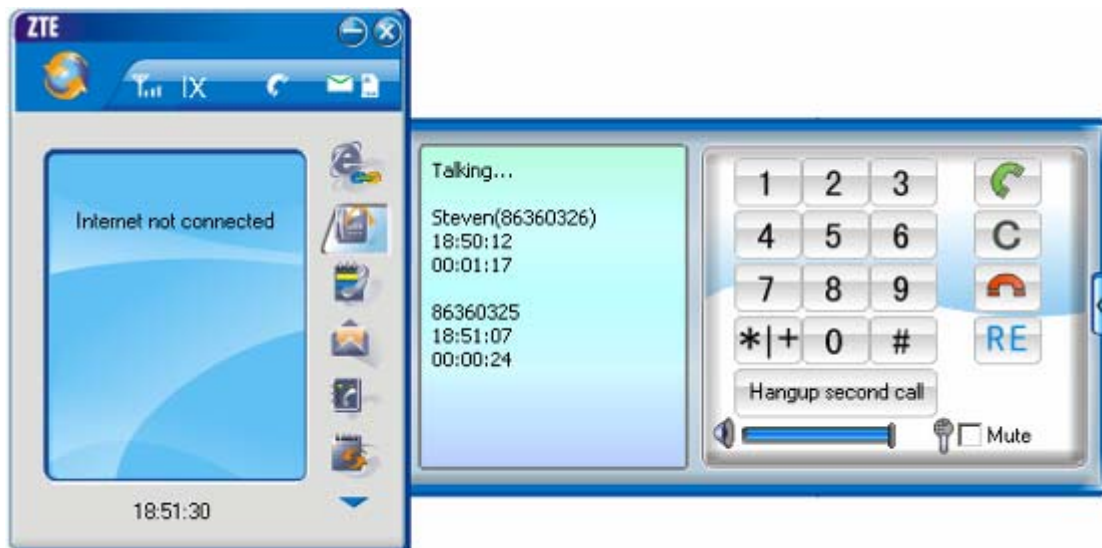 ZTE
IX
Internet not connected
18:51:30
Talking...
Steven(86360326)
18:50:12
00:01:17
86360325
18:51:07
00:00:24
1 2 3
4 5 6 C
7 8 9
*|+ 0 # RE
Hangup second call
Mute